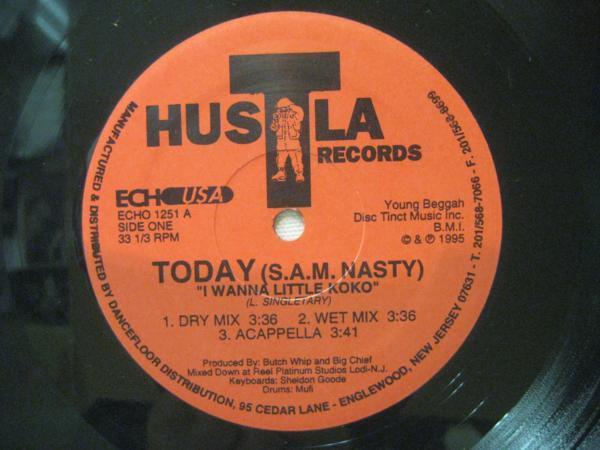 HUSTLA
RECORDS
ECHO USA
ECHO 1251 A
SIDE ONE
33 1/3 RPM
Young Beggah
Disc Tinct Music Inc.
B.M.I.
© & ℗ 1995
TODAY (S.A.M. NASTY)
"I WANNA LITTLE KOKO"
(L. SINGLETARY)
1. DRY MIX 3:36 2. WET MIX 3:36
3. ACAPPELLA 3:41
Produced By: Butch Whip and Big Chief
Mixed Down at Reel Platinum Studios Lodi-N.J.
Keyboards: Sheldon Goode
Drums: Mufi
MANUFACTURED & DISTRIBUTED BY DANCEFLOOR DISTRIBUTION, 95 CEDAR LANE - ENGLEWOOD, NEW JERSEY 07631 - T. 201/568-7066 - F. 201/568-8699